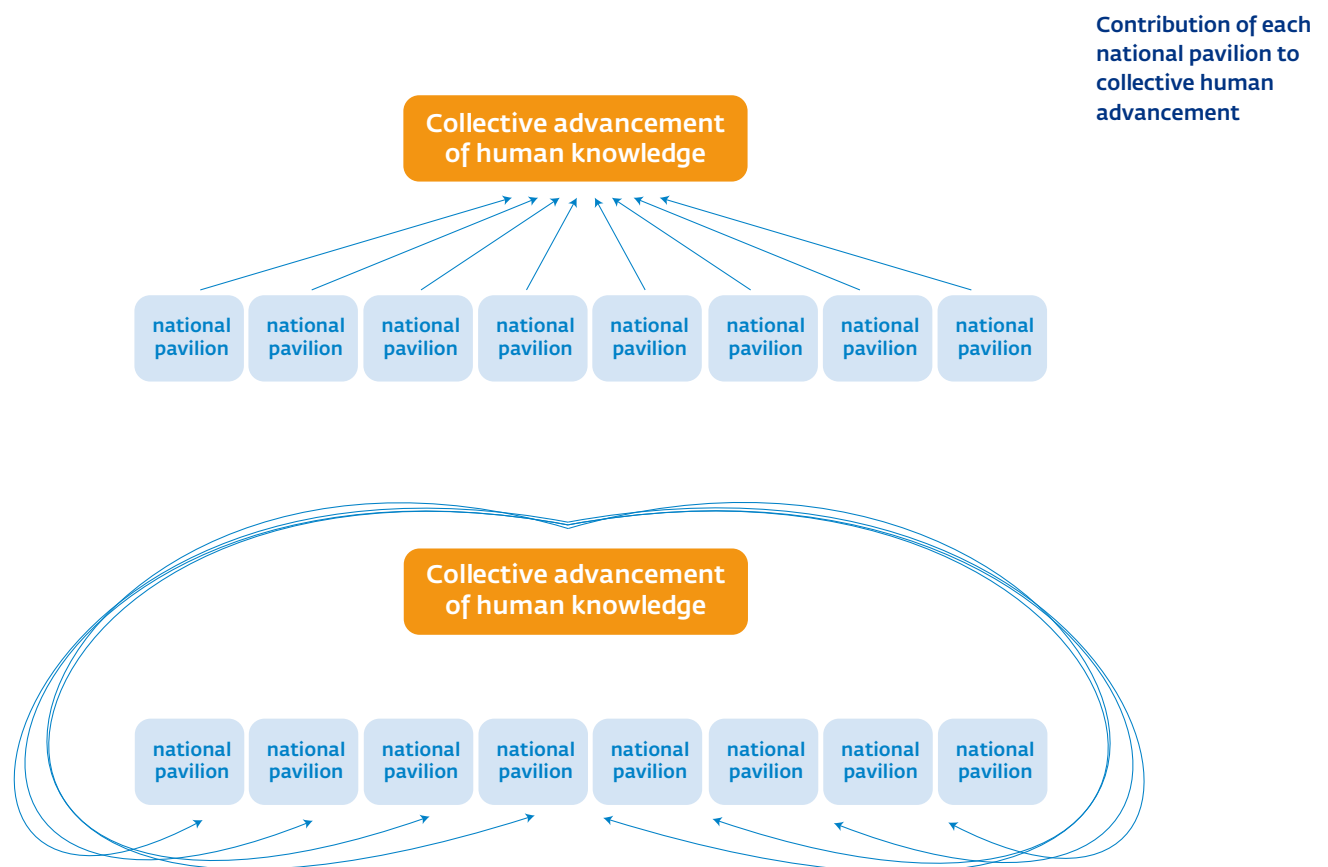 Contribution of each
national pavilion to
collective human
advancement
Collective advancement
of human knowledge
national
pavilion
national
pavilion
national
pavilion
national
pavilion
national
pavilion
national
pavilion
national
pavilion
national
pavilion
Collective advancement
of human knowledge
national
pavilion
national
pavilion
national
pavilion
national
pavilion
national
pavilion
national
pavilion
national
pavilion
national
pavilion